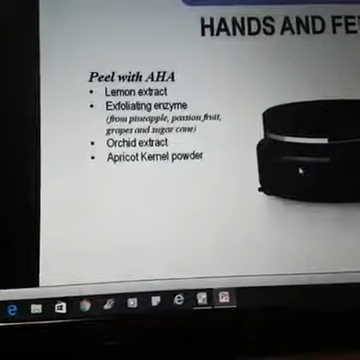 HANDS AND FE
Peel with AHA
• Lemon extract
• Exfoliating enzyme
(from pineapple, passion fruit,
grapes and sugar cane)
• Orchid extract
• Apricot Kernel powder